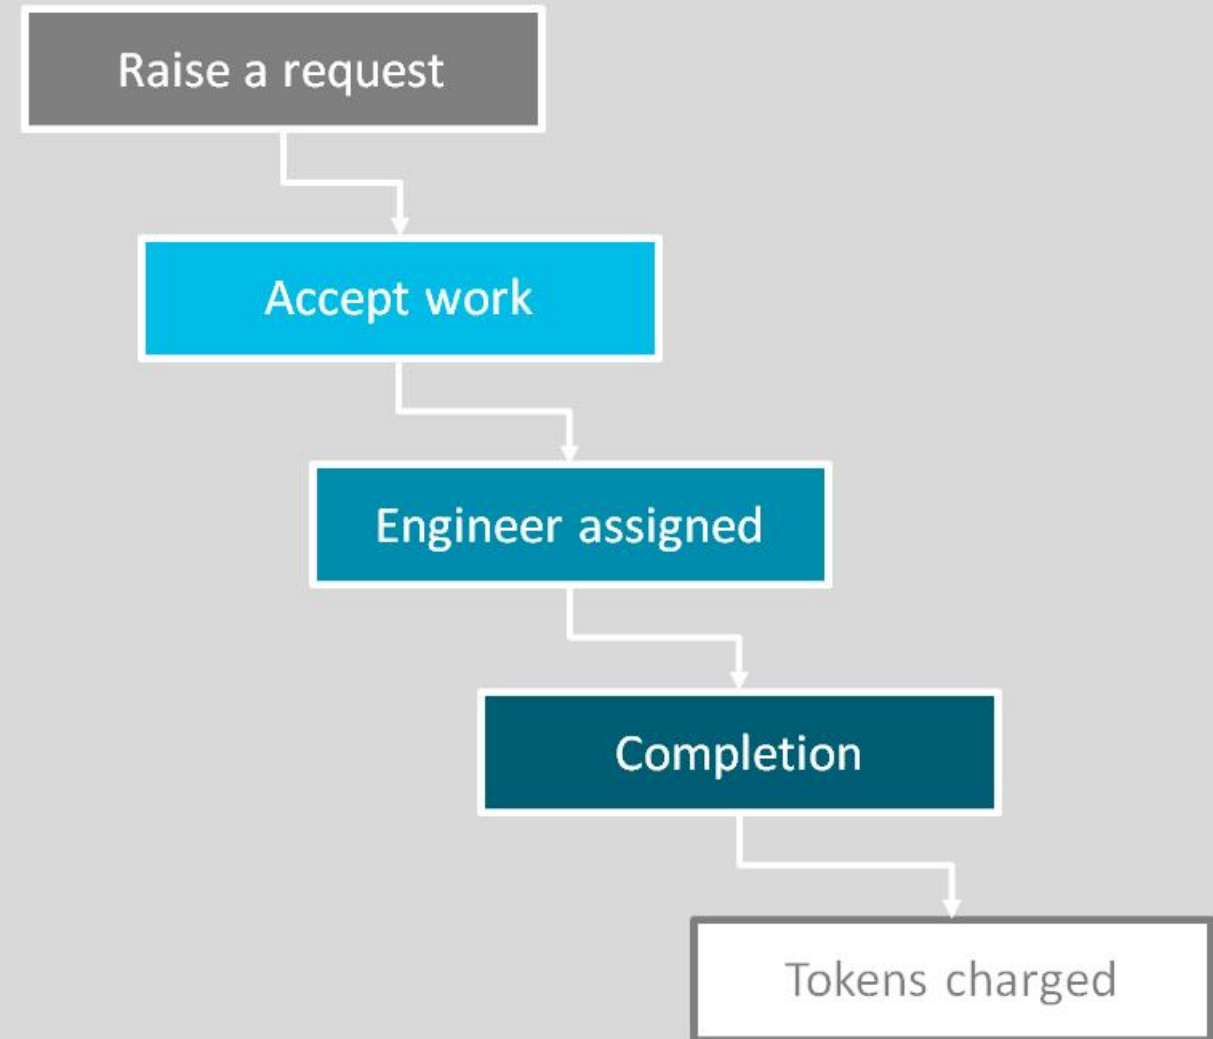 Raise a request
Accept work
Engineer assigned
Completion
Tokens charged